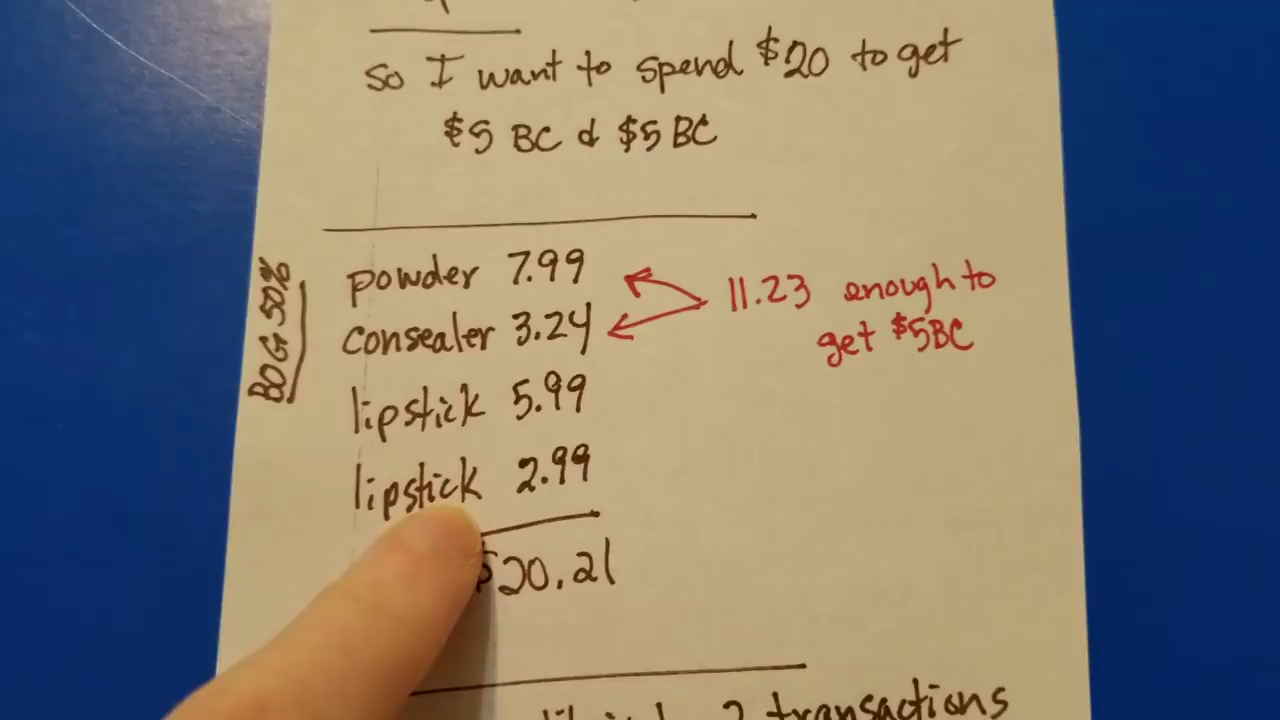 so I want to spend $20 to get
$5 BC & $5 BC
BOG 50%
powder 7.99
consealer 3.24
lipstick 5.99
lipstick 2.99
11.23 enough to
get $5BC
$20.21
2 transactions